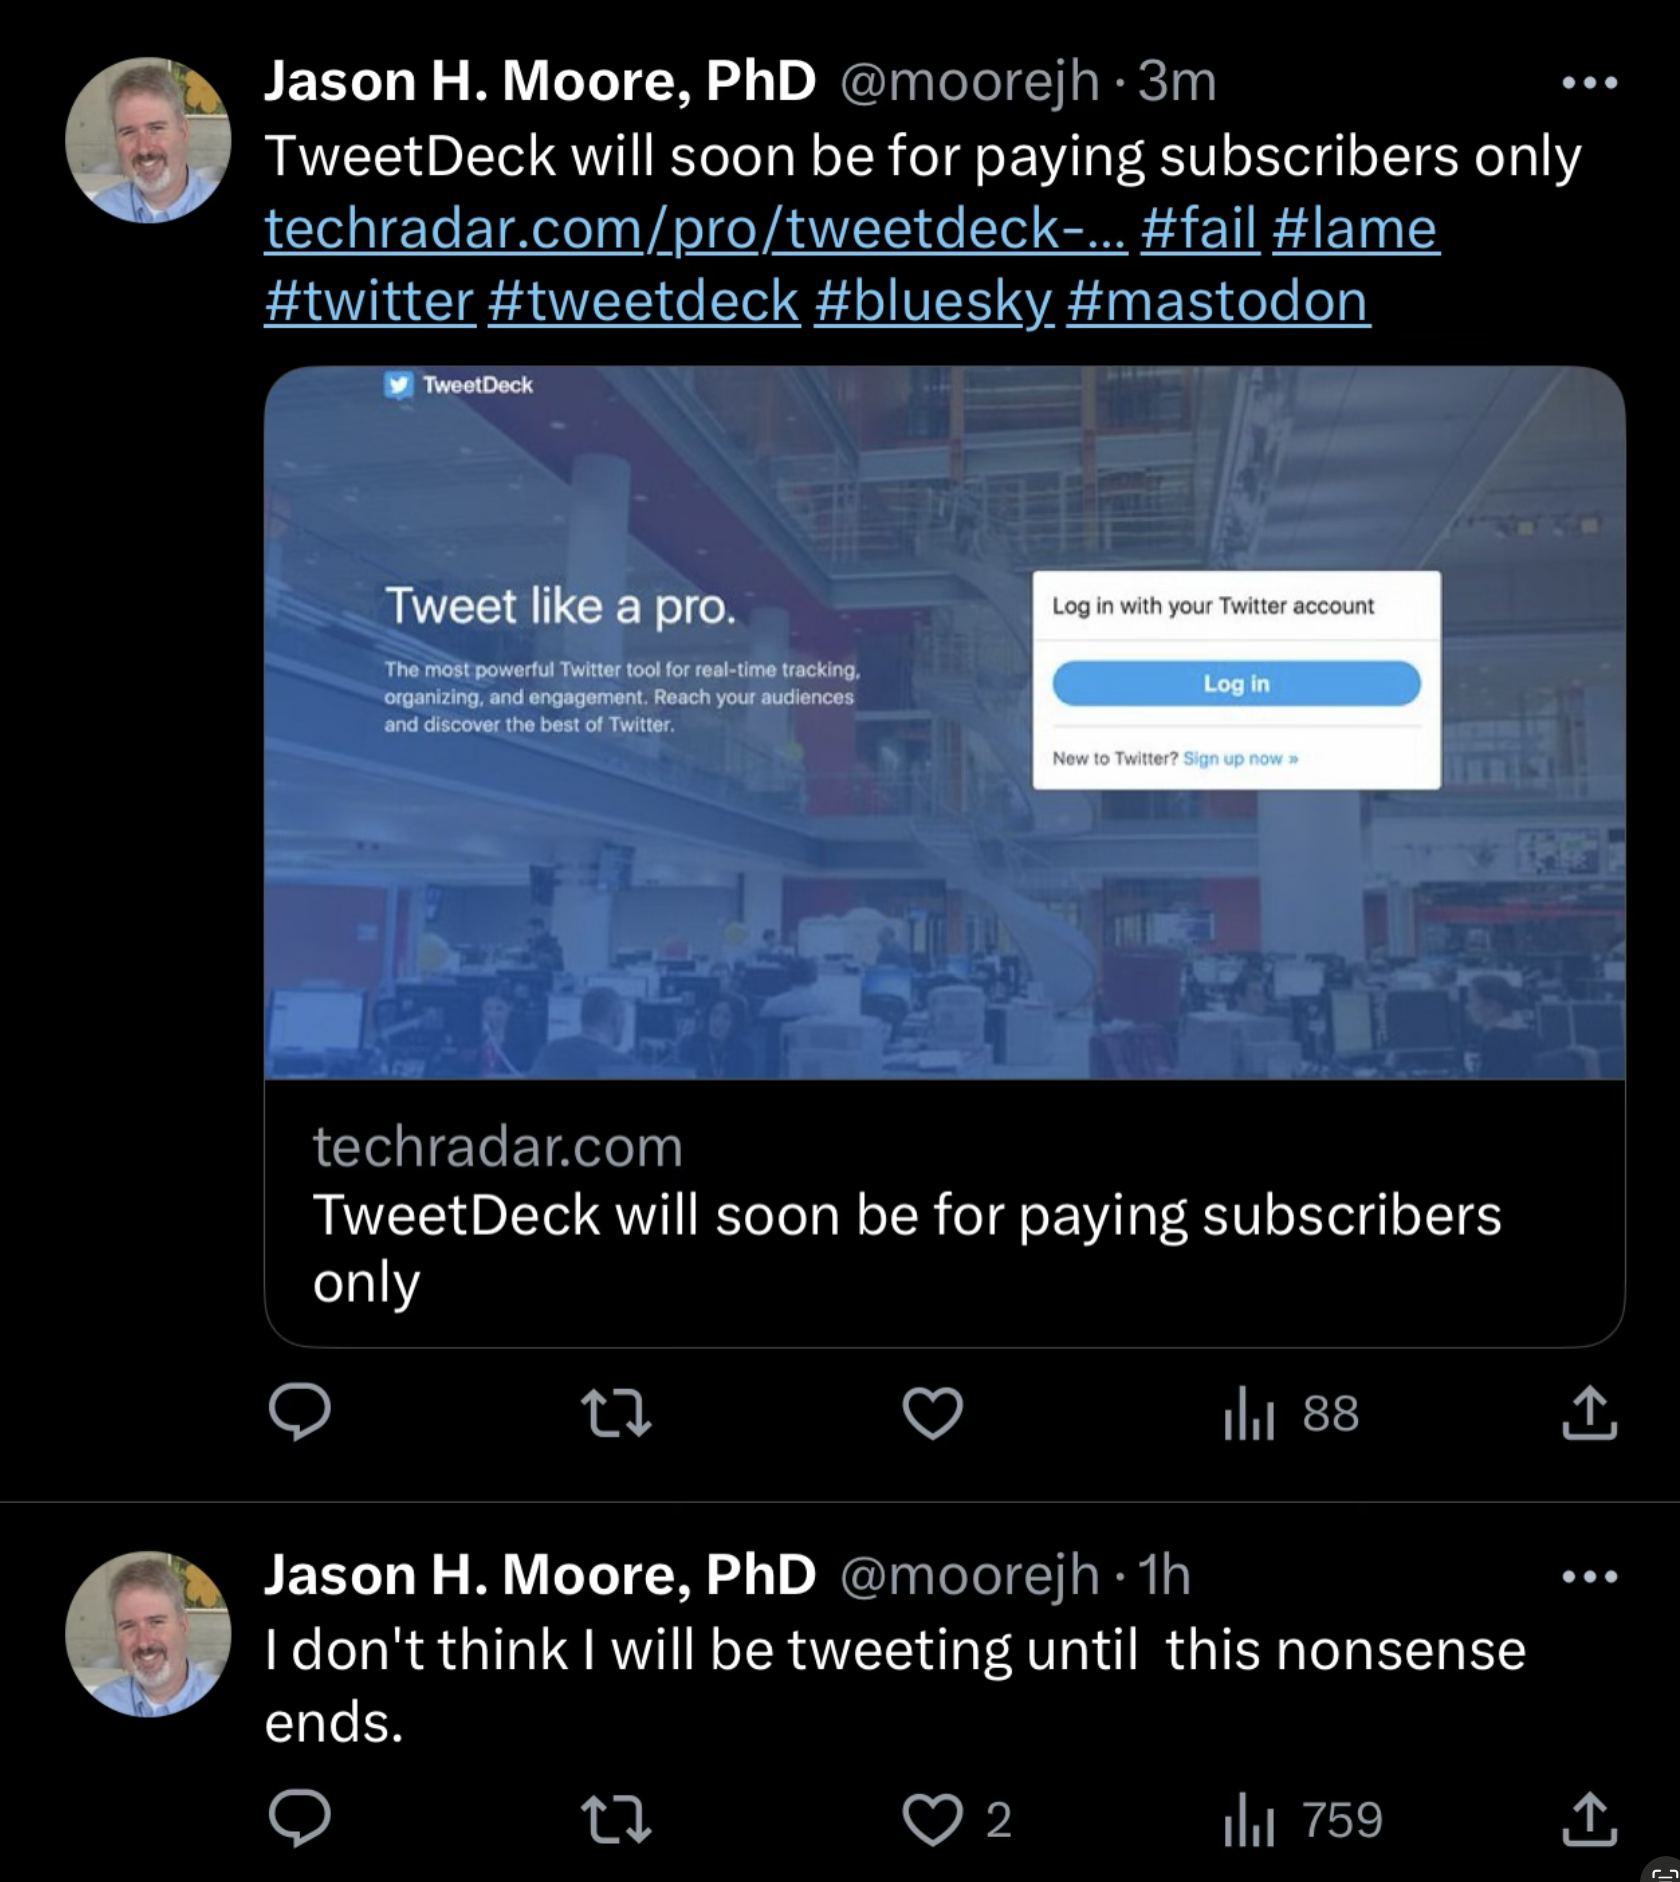 Jason H. Moore, PhD @moorejh · 3m
TweetDeck will soon be for paying subscribers only
techradar.com/pro/tweetdeck-... #fail #lame
#twitter #tweetdeck #bluesky #mastodon
TweetDeck
Tweet like a pro.
The most powerful Twitter tool for real-time tracking,
organizing, and engagement. Reach your audiences
and discover the best of Twitter.
Log in with your Twitter account
Log in
New to Twitter? Sign up now »
techradar.com
TweetDeck will soon be for paying subscribers
only
88
Jason H. Moore, PhD @moorejh · 1h
I don't think I will be tweeting until  this nonsense
ends.
2 759